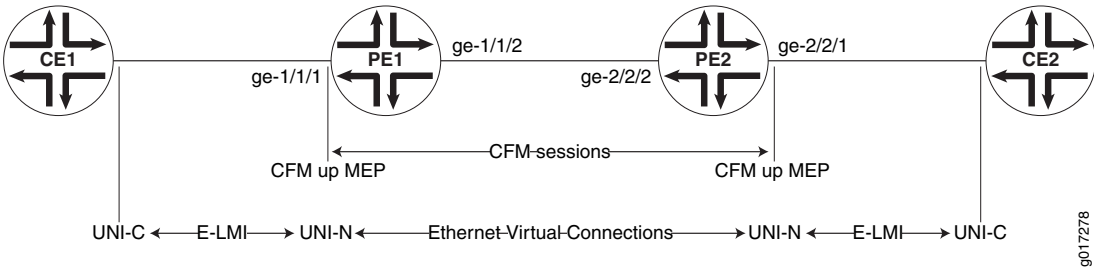 CE1
PE1
ge-1/1/2
PE2
ge-2/2/1
CE2
ge-1/1/1
ge-2/2/2
CFM sessions
CFM up MEP
CFM up MEP
UNI-C E-LMI UNI-N Ethernet Virtual Connections UNI-N E-LMI UNI-C
g017278